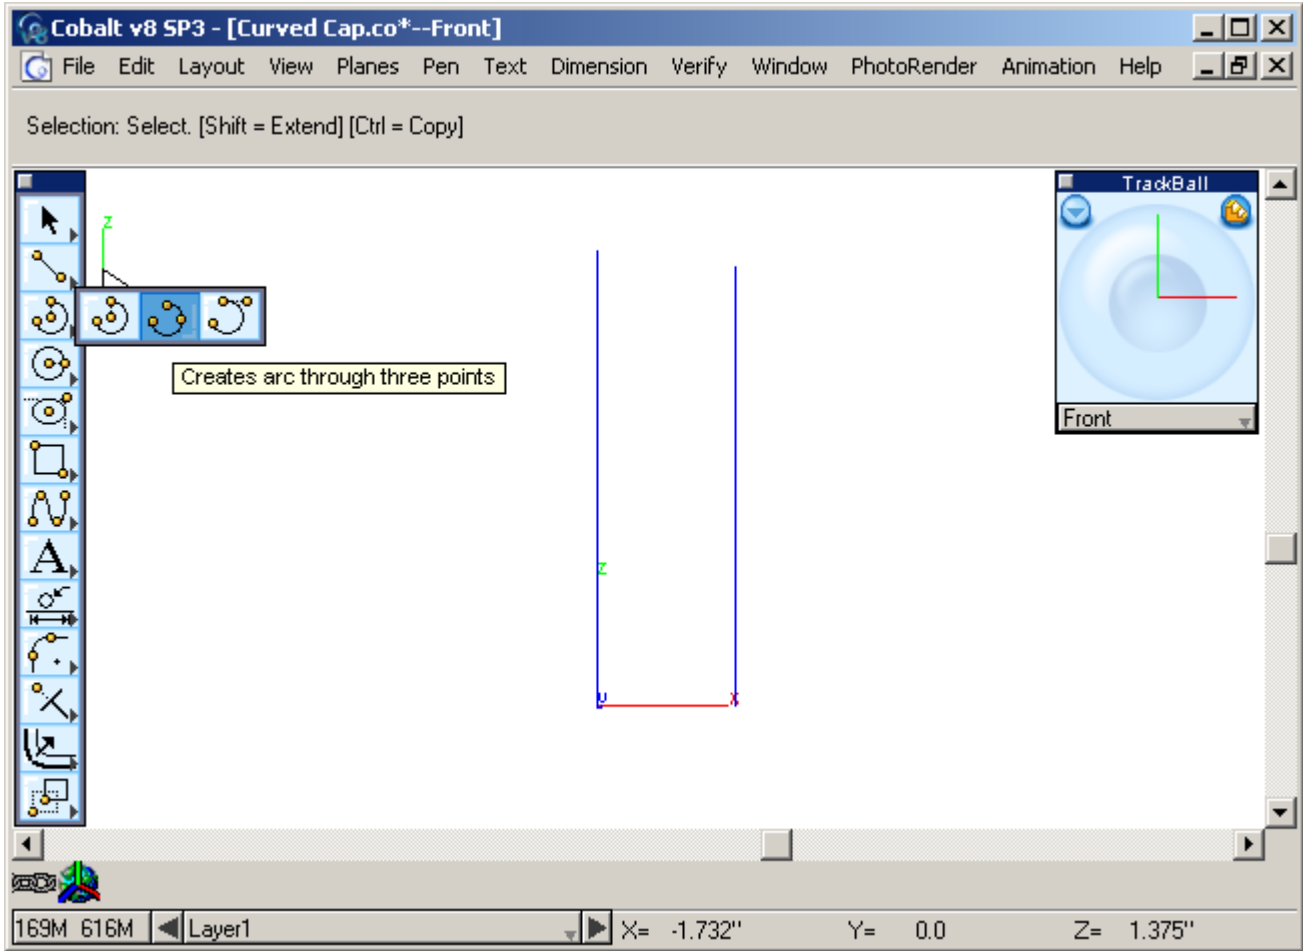 Cobalt v8 SP3 - [Curved Cap.co*--Front]
File Edit Layout View Planes Pen Text Dimension Verify Window PhotoRender Animation Help
Selection: Select. [Shift = Extend] [Ctrl = Copy]
TrackBall
z
Creates arc through three points
A
Front
z
X
169M 616M Layer1 X= -1.732" Y= 0.0 Z= 1.375"